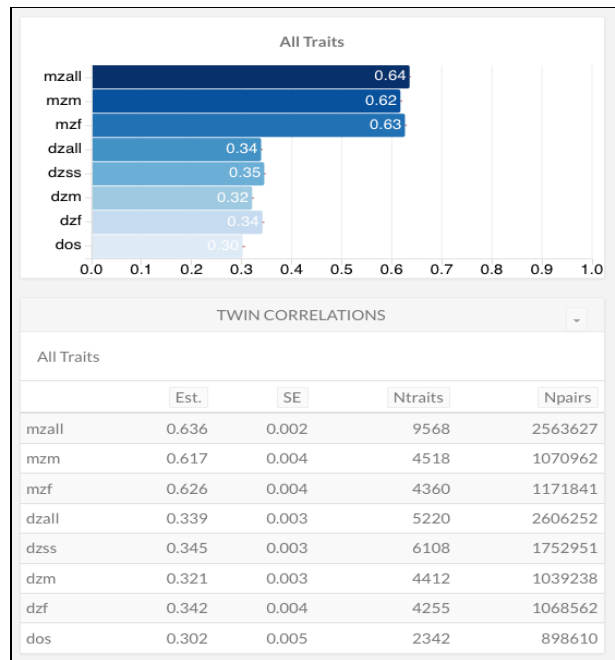 All Traits
mzall 0.64
mzm 0.62
mzf 0.63
dzall 0.34
dzss 0.35
dzm 0.32
dzf 0.34
dos 0.30
0.0 0.1 0.2 0.3 0.4 0.5 0.6 0.7 0.8 0.9 1.0
TWIN CORRELATIONS
All Traits
Est. SE Ntraits Npairs
mzall 0.636 0.002 9568 2563627
mzm 0.617 0.004 4518 1070962
mzf 0.626 0.004 4360 1171841
dzall 0.339 0.003 5220 2606252
dzss 0.345 0.003 6108 1752951
dzm 0.321 0.003 4412 1039238
dzf 0.342 0.004 4255 1068562
dos 0.302 0.005 2342 898610